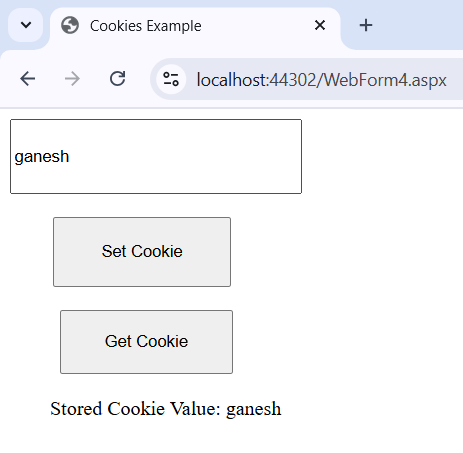 Cookies Example
localhost:44302/WebForm4.aspx
ganesh
Set Cookie
Get Cookie
Stored Cookie Value: ganesh